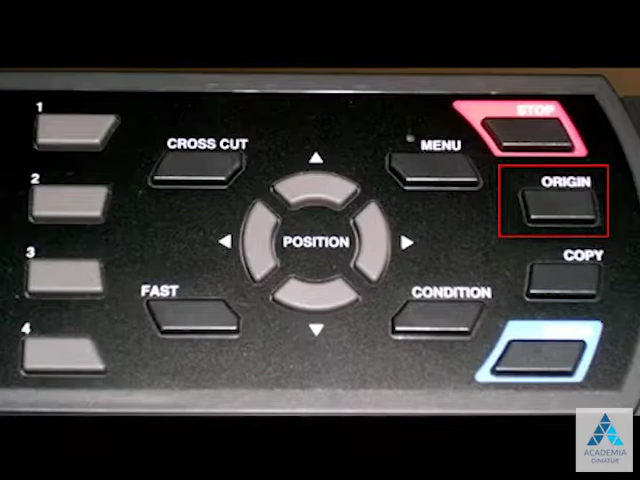 1
CROSS CUT
MENU
STOP
2
ORIGIN
POSITION
3
COPY
FAST
CONDITION
4
ACADEMIA